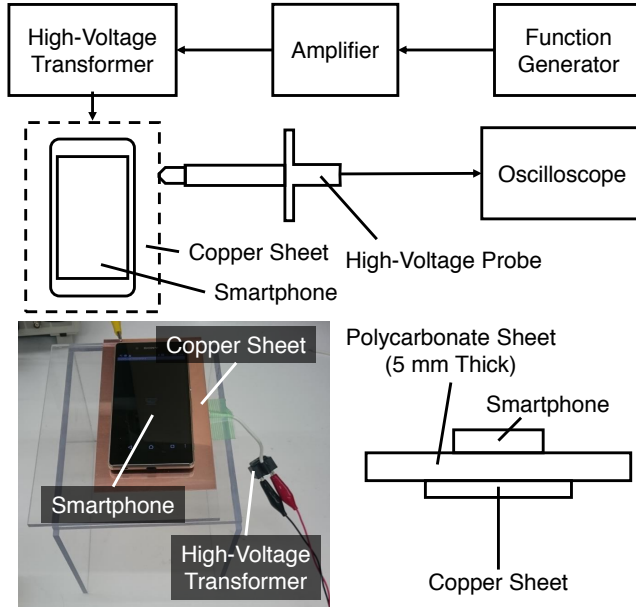 High-Voltage
Transformer
Amplifier
Function
Generator
Oscilloscope
Copper Sheet
High-Voltage Probe
Smartphone
Copper Sheet
Smartphone
High-Voltage
Transformer
Polycarbonate Sheet
(5 mm Thick)
Smartphone
Copper Sheet